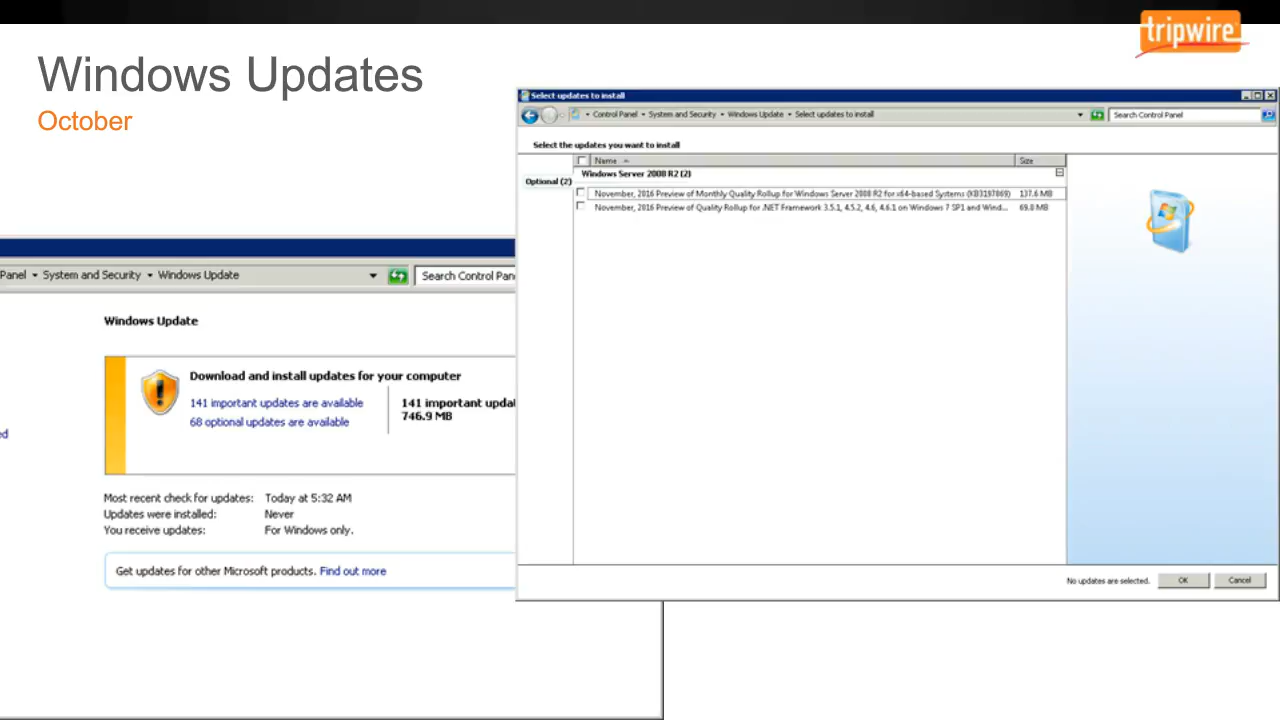 tripwire
Windows Updates
October
Select updates to install
Control Panel System and Security Windows Update Select updates to install
Search Control Panel
Select the updates you want to install
Name
Size
Windows Server 2008 R2 (2)
Optional (2)
November, 2016 Preview of Monthly Quality Rollup for Windows Server 2008 R2 for x64-based Systems (KB3197869) 137.6 MB
November, 2016 Preview of Quality Rollup for .NET Framework 3.5.1, 4.5.2, 4.6, 4.6.1 on Windows 7 SP1 and Wind... 69.8 MB
No updates are selected.
OK
Cancel
Panel System and Security Windows Update
Search Control Pan
Windows Update
Download and install updates for your computer
141 important updates are available
68 optional updates are available
141 important upda
746.9 MB
ed
Most recent check for updates: Today at 5:32 AM
Updates were installed: Never
You receive updates: For Windows only.
Get updates for other Microsoft products. Find out more